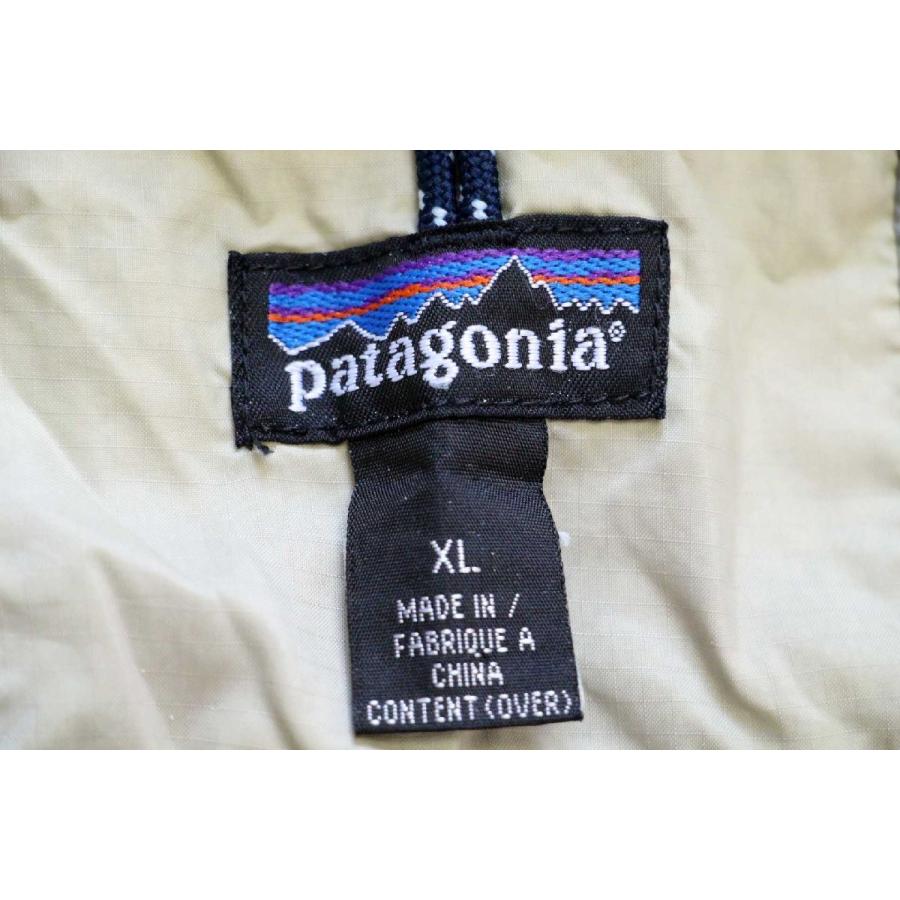 patagonia®
XL
MADE IN /
FABRIQUE A
CHINA
CONTENT (OVER)